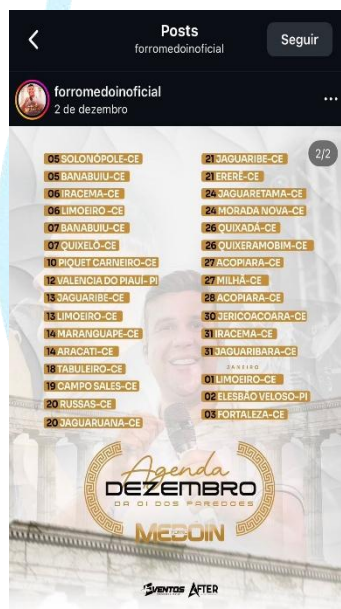 Posts
forromedoinoficial
Seguir
forromedoinoficial
2 de dezembro
2/2
05 SOLONÓPOLE-CE
05 BANABUIU-CE
06 IRACEMA-CE
06 LIMOEIRO-CE
07 BANABUIU-CE
07 QUIXELÔ-CE
10 PIQUET CARNEIRO-CE
12 VALENCIA DO PIAUÍ-PI
13 JAGUARIBE-CE
13 LIMOEIRO-CE
14 MARANGUAPE-CE
14 ARACATI-CE
18 TABULEIRO-CE
19 CAMPO SALES-CE
20 RUSSAS-CE
20 JAGUARUANA-CE
21 JAGUARIBE-CE
21 ERERÊ-CE
24 JAGUARETAMA-CE
24 MORADA NOVA-CE
26 QUIXADÁ-CE
26 QUIXERAMOBIM-CE
27 ACOPIARA-CE
27 MILHÃ-CE
28 ACOPIARA-CE
30 JERICOACOARA-CE
31 IRACEMA-CE
31 JAGUARIBARA-CE
JANEIRO
01 LIMOEIRO-CE
02 ELESBÃO VELOSO-PI
03 FORTALEZA-CE
Agenda
DEZEMBRO
DA 01 DOS PAREDOES
MEDÓIN
EVENTOS AFTER